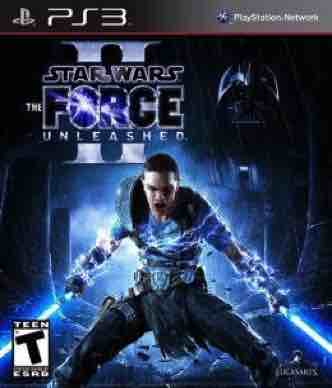 PS3
PlayStation Network
STAR WARS
THE FORCE
UNLEASHED
II
TEEN
T
ESRB
LUCASARTS